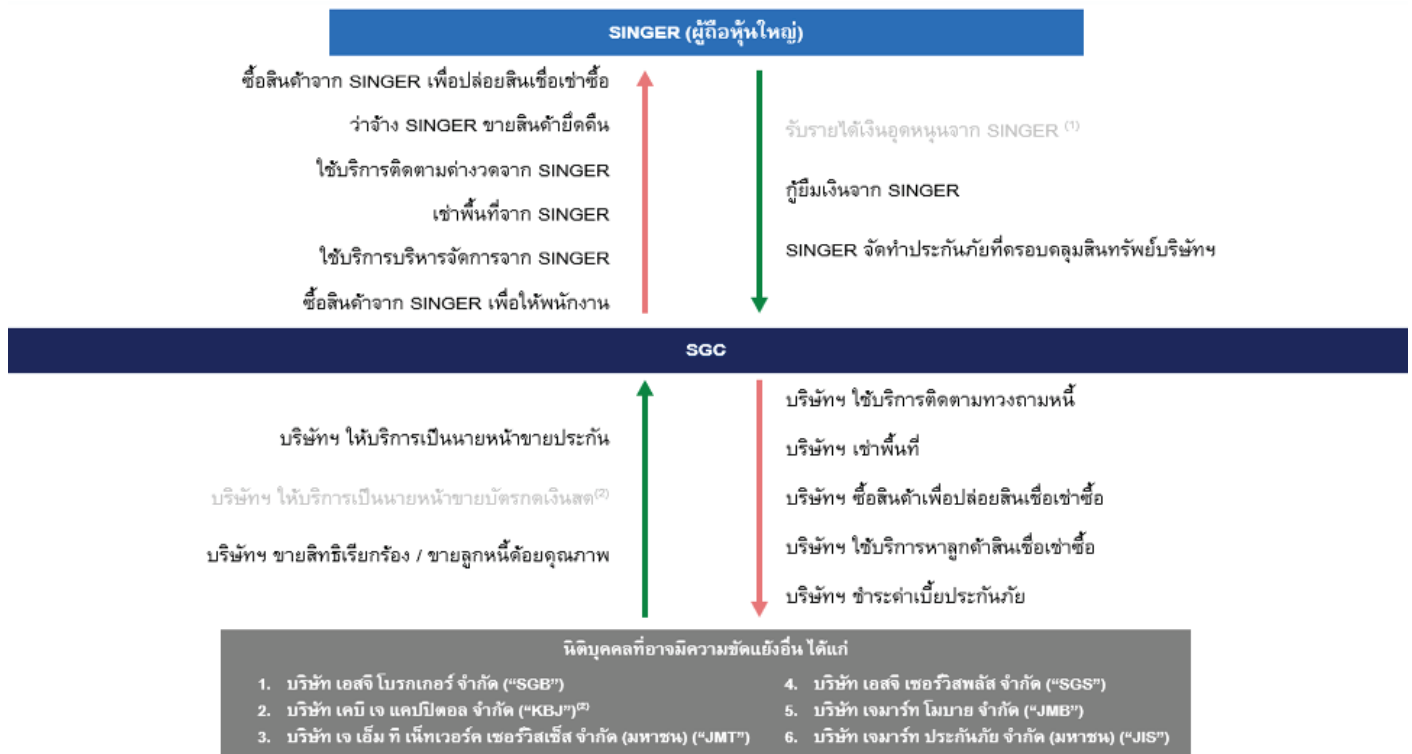 SINGER (ผู้ถือหุ้นใหญ่)
ซื้อสินค้าจาก SINGER เพื่อปล่อยสินเชื่อเช่าซื้อ
ว่าจ้าง SINGER ขายสินค้ายึดคืน
ใช้บริการติดตามค่างวดจาก SINGER
เช่าพื้นที่จาก SINGER
ใช้บริการบริหารจัดการจาก SINGER
ซื้อสินค้าจาก SINGER เพื่อให้พนักงาน
รับรายได้เงินอุดหนุนจาก SINGER (1)
กู้ยืมเงินจาก SINGER
SINGER จัดทำประกันภัยที่ครอบคลุมสินทรัพย์บริษัทฯ
SGC
บริษัทฯ ให้บริการเป็นนายหน้าขายประกัน
บริษัทฯ ให้บริการเป็นนายหน้าขายบัตรกดเงินสด(2)
บริษัทฯ ขายสิทธิเรียกร้อง / ขายลูกหนี้ด้อยคุณภาพ
บริษัทฯ ใช้บริการติดตามทวงถามหนี้
บริษัทฯ เช่าพื้นที่
บริษัทฯ ซื้อสินค้าเพื่อปล่อยสินเชื่อเช่าซื้อ
บริษัทฯ ใช้บริการหาลูกค้าสินเชื่อเช่าซื้อ
บริษัทฯ ชำระค่าเบี้ยประกันภัย
นิติบุคคลที่อาจมีความขัดแย้งอื่น ได้แก่
1. บริษัท เอสจี โบรกเกอร์ จำกัด (“SGB”)
2. บริษัท เคบี เจ แคปปิตอล จำกัด (“KBJ”)(2)
3. บริษัท เจ เอ็ม ที เน็ทเวอร์ค เซอร์วิสเซ็ส จำกัด (มหาชน) (“JMT”)
4. บริษัท เอสจี เซอร์วิสพลัส จำกัด (“SGS”)
5. บริษัท เจมาร์ท โมบาย จำกัด (“JMB”)
6. บริษัท เจมาร์ท ประกันภัย จำกัด (มหาชน) (“JIS”)